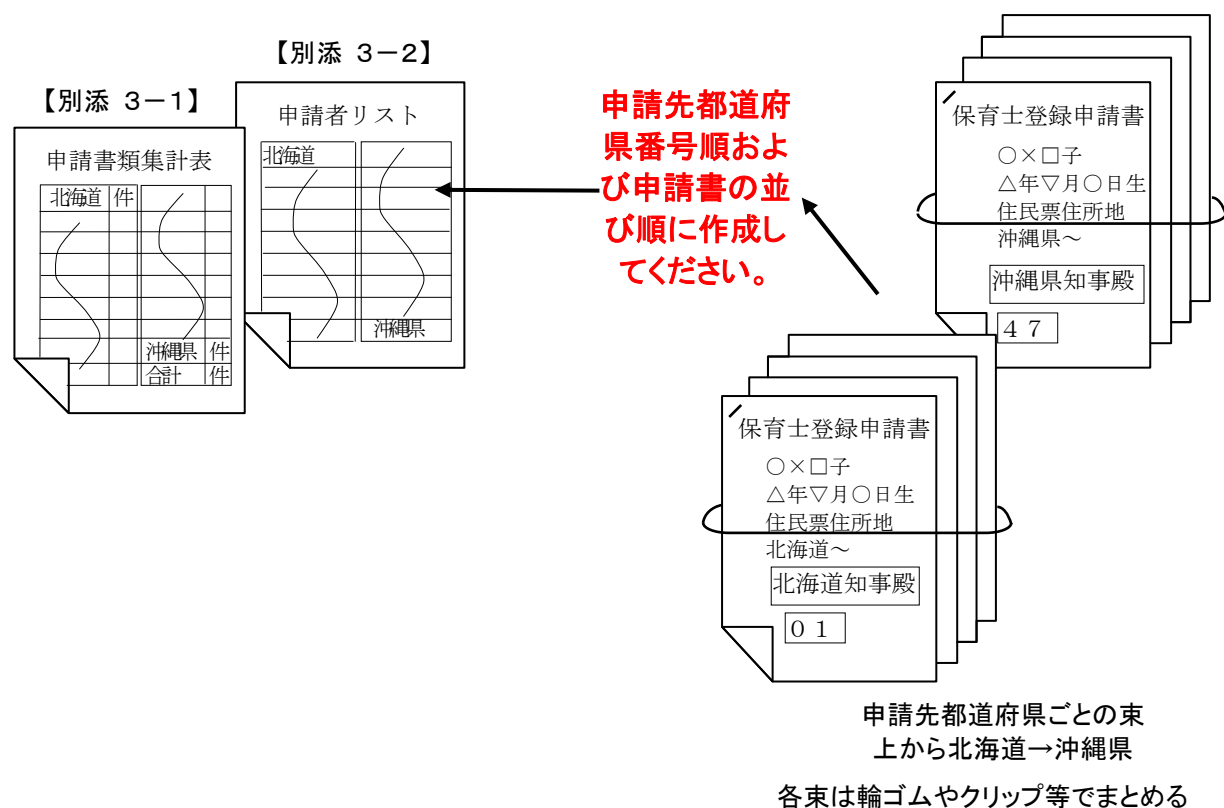 【別添 3－1】
申請書類集計表
北海道 件
沖縄県 件
合計 件
【別添 3－2】
申請者リスト
北海道
沖縄県
申請先都道府
県番号順およ
び申請書の並
び順に作成し
てください。
保育士登録申請書
○×□子
△年▽月○日生
住民票住所地
沖縄県～
沖縄県知事殿
４７
保育士登録申請書
○×□子
△年▽月○日生
住民票住所地
北海道～
北海道知事殿
０１
申請先都道府県ごとの束
上から北海道→沖縄県
各束は輪ゴムやクリップ等でまとめる